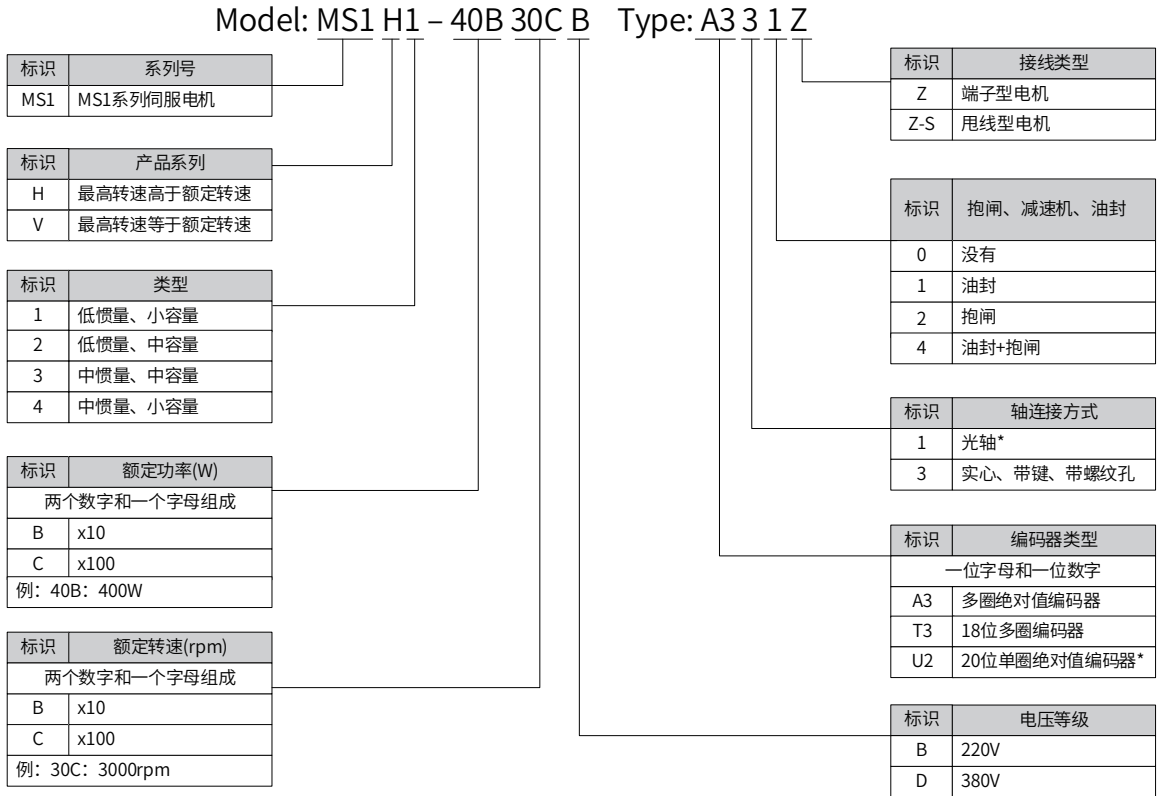 Model: MS1 H1 – 40B 30C B Type: A3 3 1 Z
标识 系列号
MS1 MS1系列伺服电机
标识 产品系列
H 最高转速高于额定转速
V 最高转速等于额定转速
标识 类型
1 低惯量、小容量
2 低惯量、中容量
3 中惯量、中容量
4 中惯量、小容量
标识 额定功率(W)
两个数字和一个字母组成
B x10
C x100
例：40B：400W
标识 额定转速(rpm)
两个数字和一个字母组成
B x10
C x100
例：30C：3000rpm
标识 接线类型
Z 端子型电机
Z-S 甩线型电机
标识 抱闸、减速机、油封
0 没有
1 油封
2 抱闸
4 油封+抱闸
标识 轴连接方式
1 光轴*
3 实心、带键、带螺纹孔
标识 编码器类型
一位字母和一位数字
A3 多圈绝对值编码器
T3 18位多圈编码器
U2 20位单圈绝对值编码器*
标识 电压等级
B 220V
D 380V